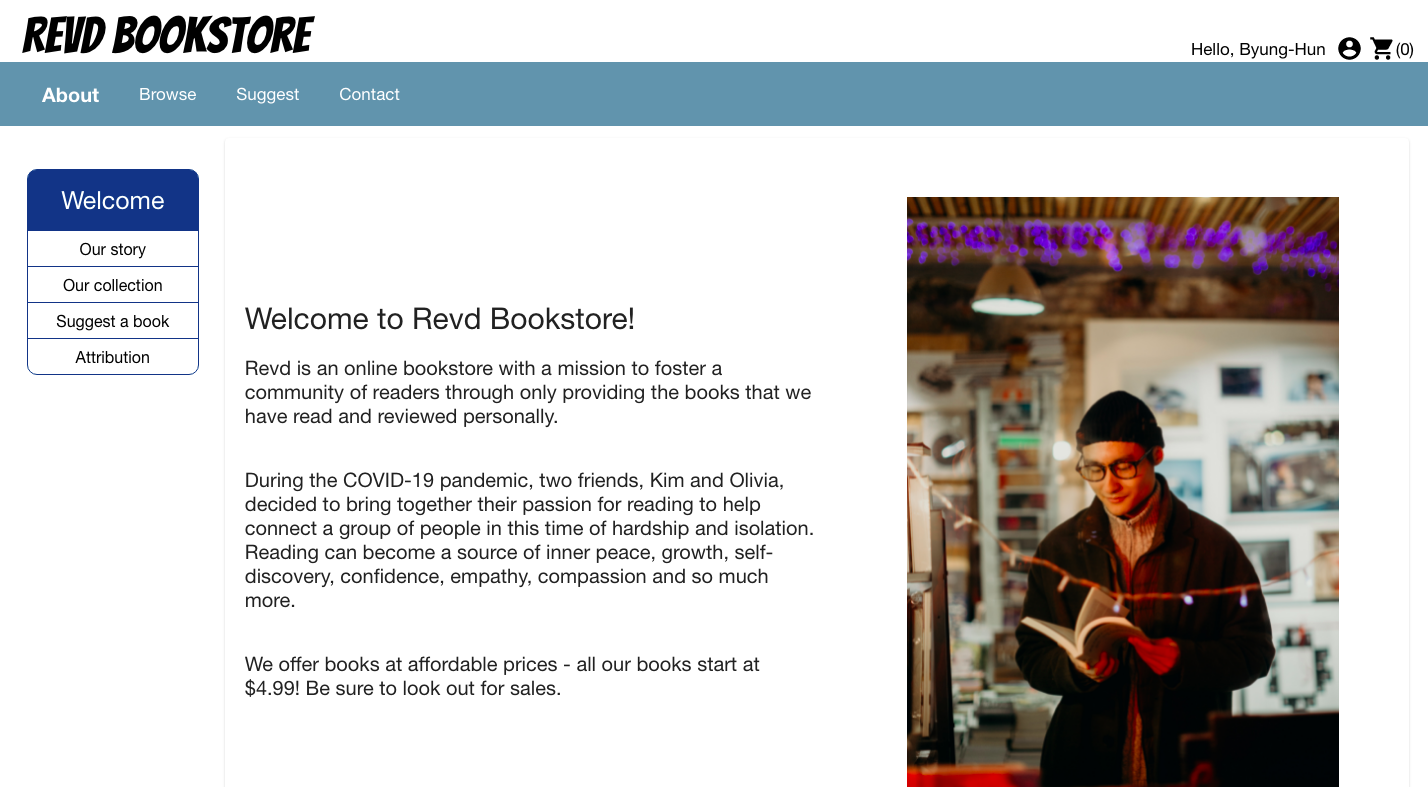 REVD BOOKSTORE
Hello, Byung-Hun (0)
About Browse Suggest Contact
Welcome
Our story
Our collection
Suggest a book
Attribution
Welcome to Revd Bookstore!
Revd is an online bookstore with a mission to foster a
community of readers through only providing the books that we
have read and reviewed personally.
During the COVID-19 pandemic, two friends, Kim and Olivia,
decided to bring together their passion for reading to help
connect a group of people in this time of hardship and isolation.
Reading can become a source of inner peace, growth, self-
discovery, confidence, empathy, compassion and so much
more.
We offer books at affordable prices - all our books start at
$4.99! Be sure to look out for sales.